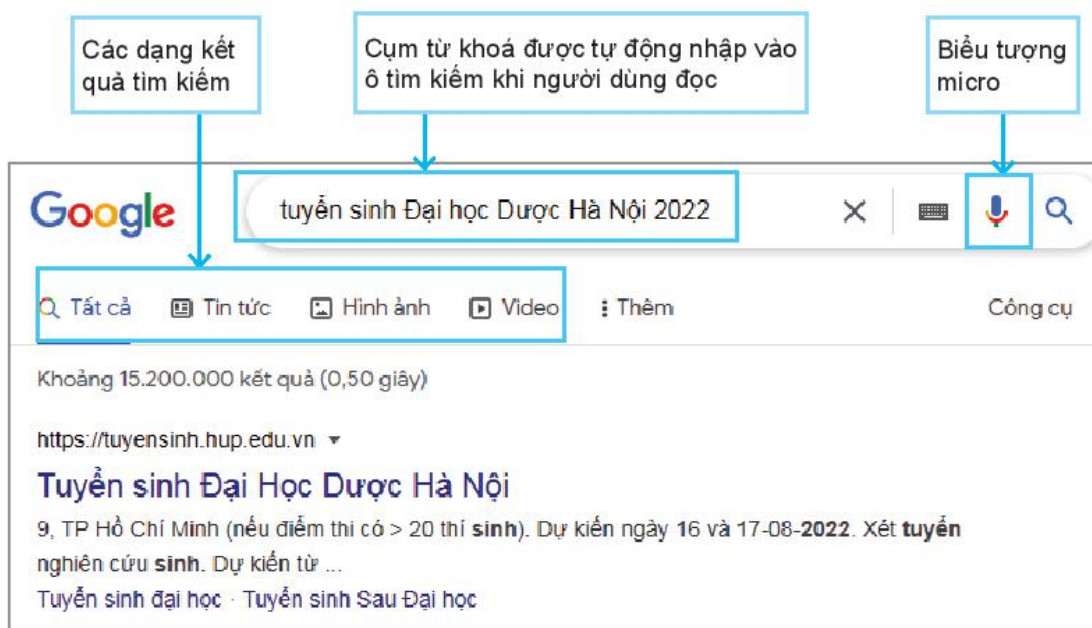 Các dạng kết
quả tìm kiếm
Cụm từ khoá được tự động nhập vào
ô tìm kiếm khi người dùng đọc
Biểu tượng
micro
Google
tuyển sinh Đại học Dược Hà Nội 2022
Tất cả
Tin tức
Hình ảnh
Video
Thêm
Công cụ
Khoảng 15.200.000 kết quả (0,50 giây)
https://tuyensinh.hup.edu.vn
Tuyển sinh Đại Học Dược Hà Nội
9, TP Hồ Chí Minh (nếu điểm thi có > 20 thí sinh). Dự kiến ngày 16 và 17-08-2022. Xét tuyển
nghiên cứu sinh. Dự kiến từ ...
Tuyển sinh đại học · Tuyển sinh Sau Đại học